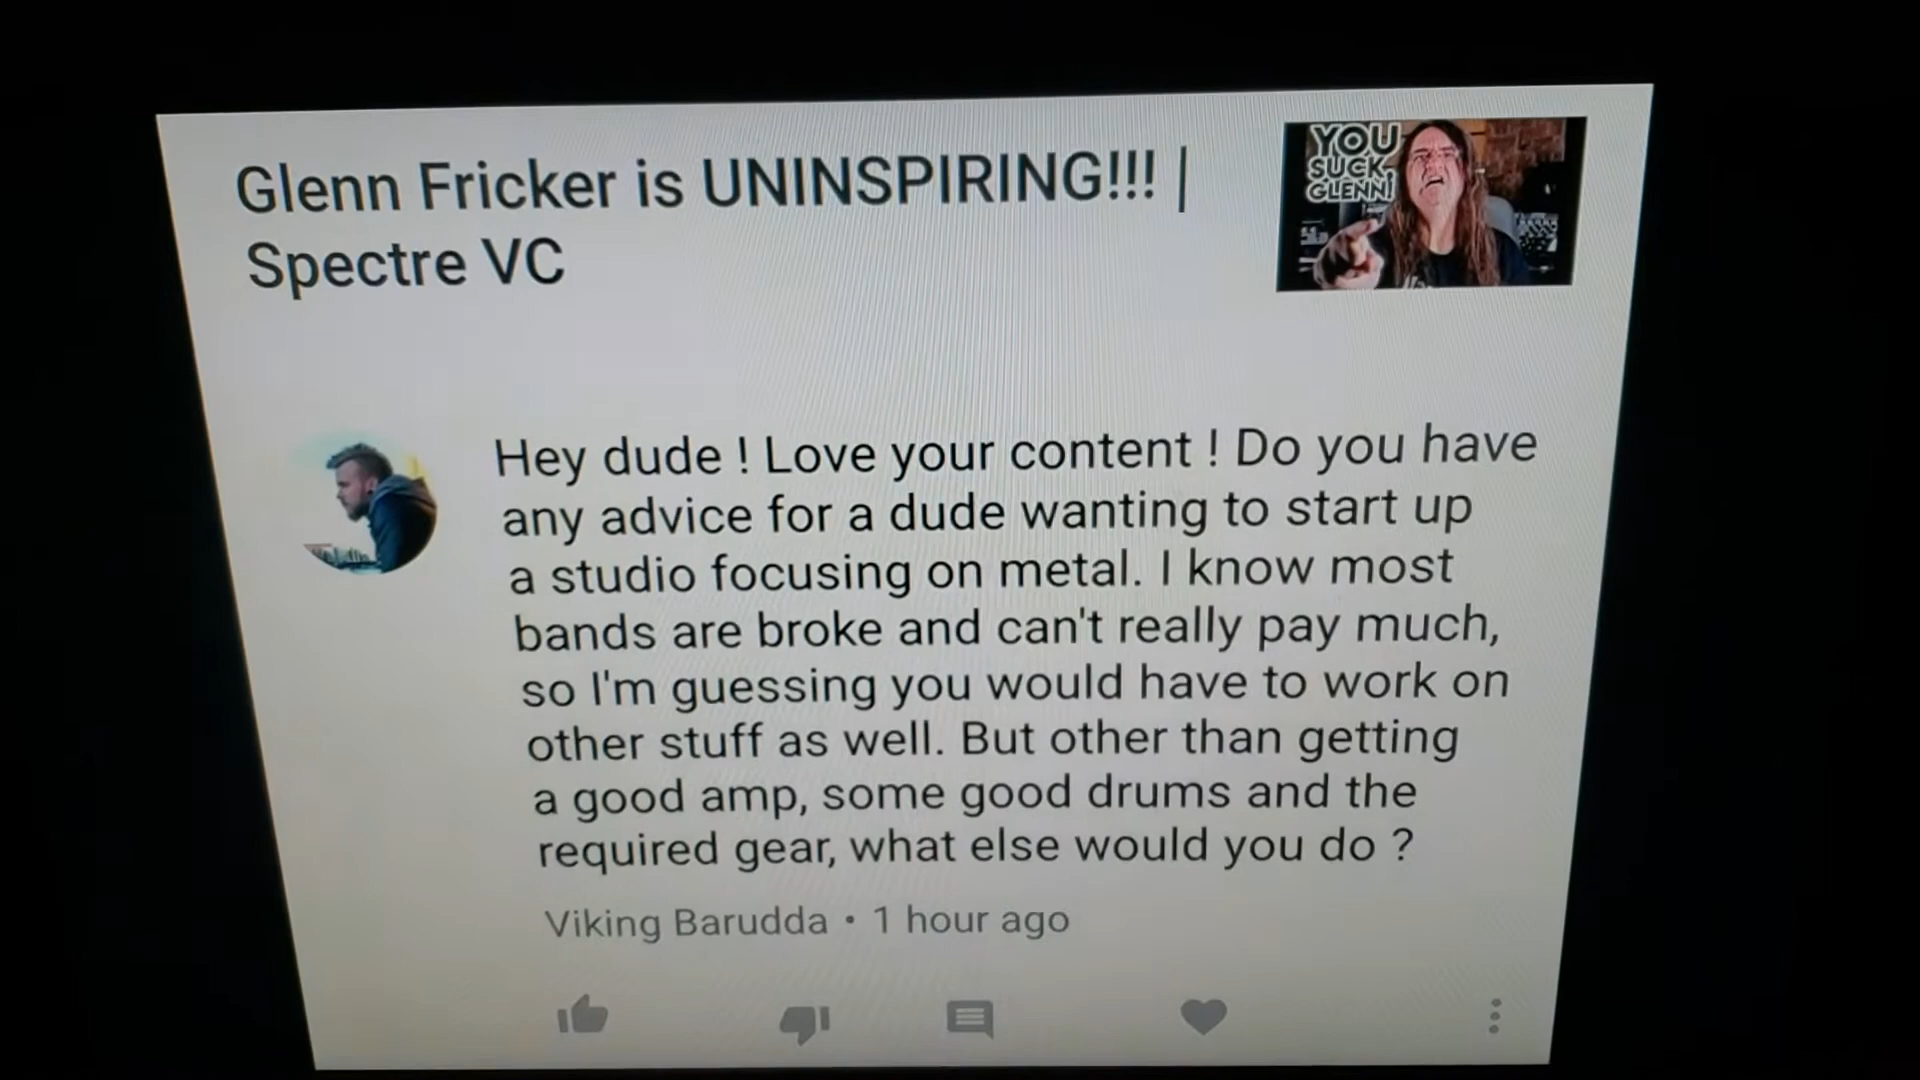 Glenn Fricker is UNINSPIRING!!! |
Spectre VC
YOU
SUCK,
GLENN!
Hey dude ! Love your content ! Do you have
any advice for a dude wanting to start up
a studio focusing on metal. I know most
bands are broke and can't really pay much,
so I'm guessing you would have to work on
other stuff as well. But other than getting
a good amp, some good drums and the
required gear, what else would you do ?
Viking Barudda • 1 hour ago